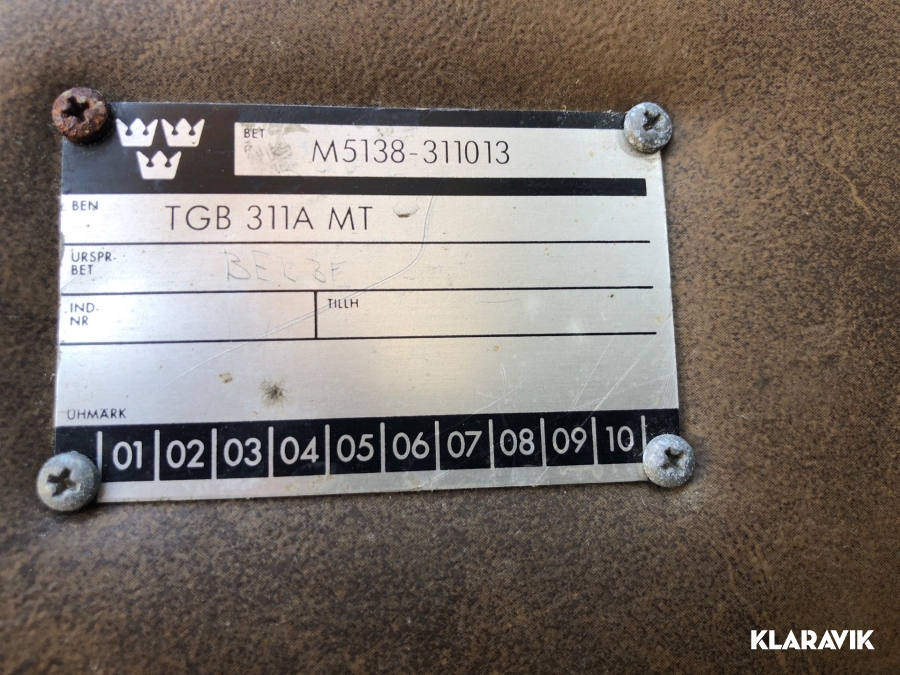 BET
M5138-311013
BEN
TGB 311A MT
URSPR-
BET
IND-
NR
TILLH
UHMÄRK
01 02 03 04 05 06 07 08 09 10
KLARAVIK